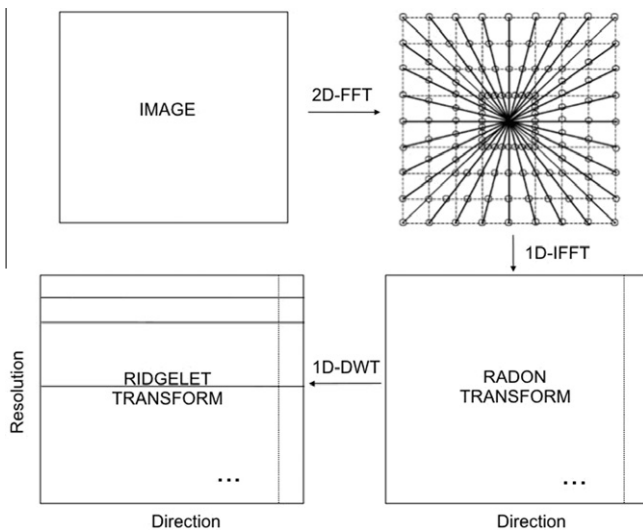 IMAGE
2D-FFT
1D-IFFT
Resolution
RIDGELET
TRANSFORM
...
Direction
1D-DWT
RADON
TRANSFORM
...
Direction